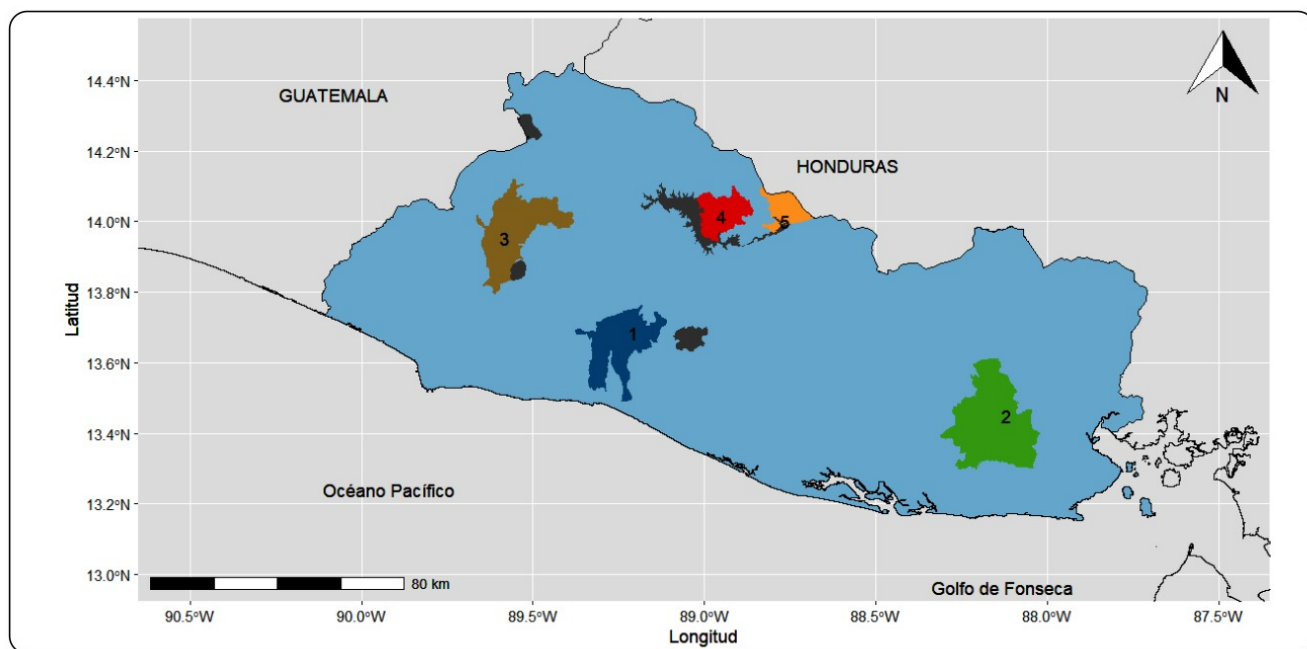 14.4°N
14.2°N
14.0°N
13.8°N
13.6°N
13.4°N
13.2°N
13.0°N
Latitud
GUATEMALA
HONDURAS
N
4
5
3
1
2
Océano Pacífico
80 km
Golfo de Fonseca
90.5°W
90.0°W
89.5°W
89.0°W
88.5°W
88.0°W
87.5°W
Longitud